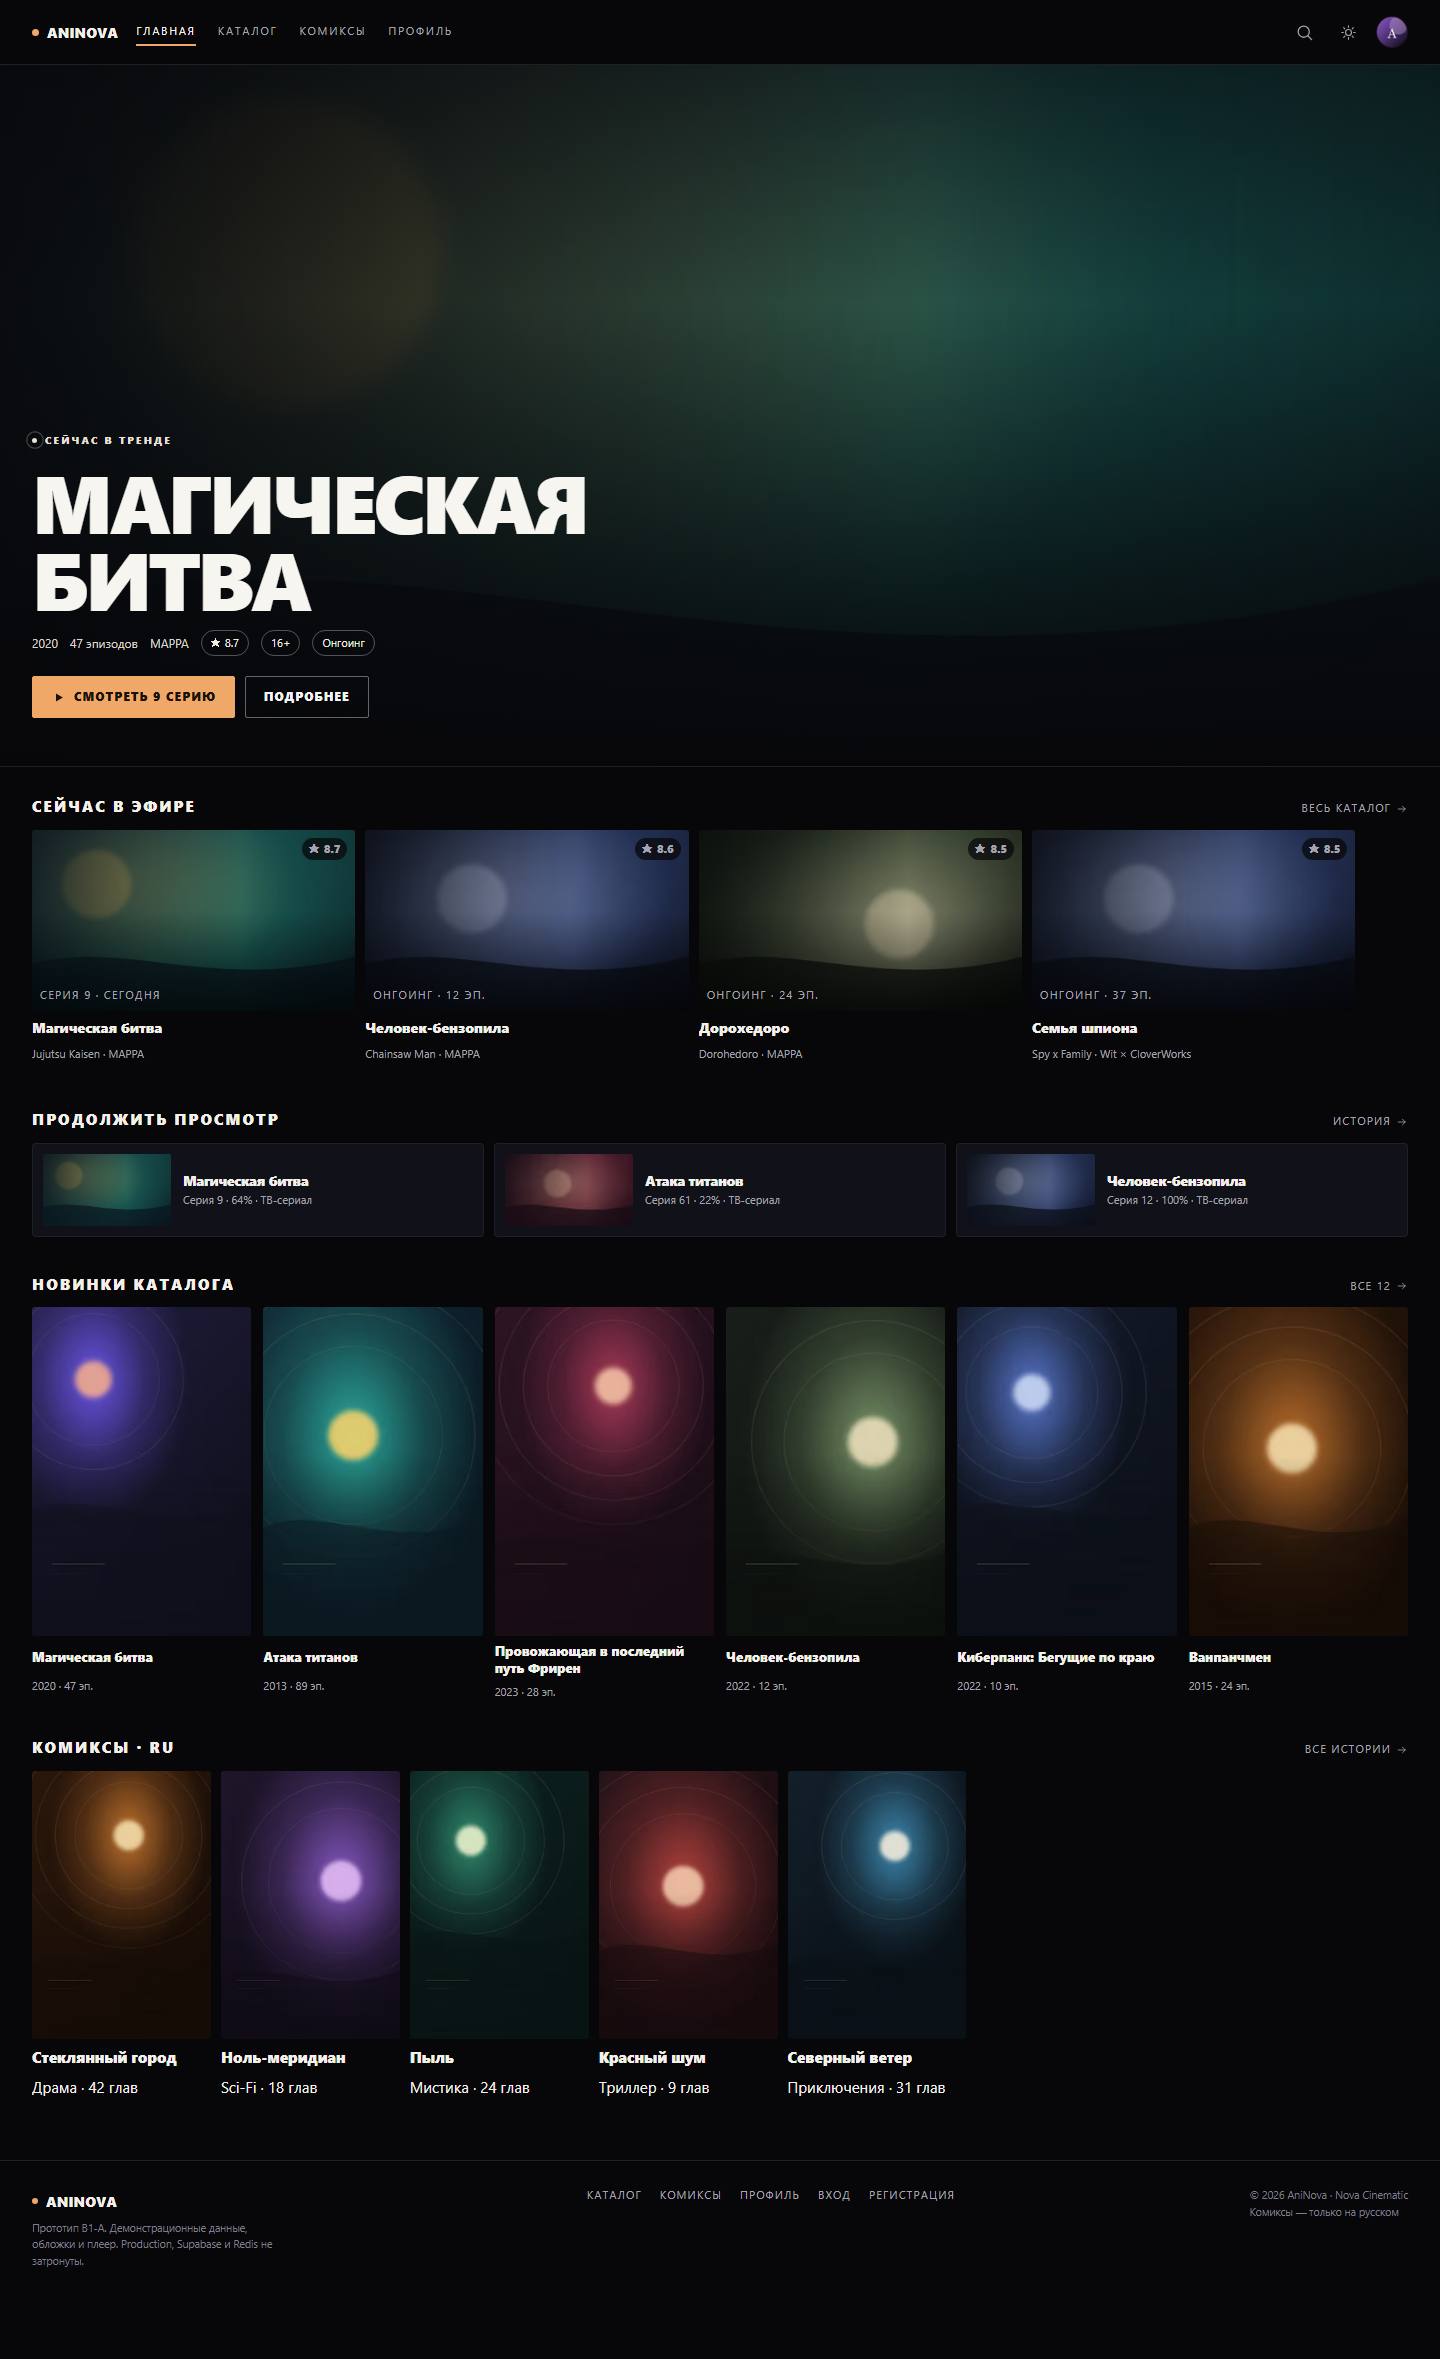 ANINOVA ГЛАВНАЯ КАТАЛОГ КОМИКСЫ ПРОФИЛЬ A
СЕЙЧАС В ТРЕНДЕ
МАГИЧЕСКАЯ
БИТВА
2020 47 эпизодов MAPPA ★ 8.7 16+ Онгоинг
СМОТРЕТЬ 9 СЕРИЮ ПОДРОБНЕЕ
СЕЙЧАС В ЭФИРЕ ВЕСЬ КАТАЛОГ →
★ 8.7 ★ 8.6 ★ 8.5 ★ 8.5
СЕРИЯ 9 · СЕГОДНЯ ОНГОИНГ · 12 ЭП. ОНГОИНГ · 24 ЭП. ОНГОИНГ · 37 ЭП.
Магическая битва Человек-бензопила Дорохедоро Семья шпиона
Jujutsu Kaisen · MAPPA Chainsaw Man · MAPPA Dorohedoro · MAPPA Spy x Family · Wit × CloverWorks
ПРОДОЛЖИТЬ ПРОСМОТР ИСТОРИЯ →
Магическая битва Атака титанов Человек-бензопила
Серия 9 · 64% · ТВ-сериал Серия 61 · 22% · ТВ-сериал Серия 12 · 100% · ТВ-сериал
НОВИНКИ КАТАЛОГА ВСЕ 12 →
Магическая битва
2020 · 47 эп.
Атака титанов
2013 · 89 эп.
Провожающая в последний
путь Фрирен
2023 · 28 эп.
Человек-бензопила
2022 · 12 эп.
Киберпанк: Бегущие по краю
2022 · 10 эп.
Ванпанчмен
2015 · 24 эп.
КОМИКСЫ · RU ВСЕ ИСТОРИИ →
Стеклянный город Ноль-меридиан Пыль Красный шум Северный ветер
Драма · 42 глав Sci-Fi · 18 глав Мистика · 24 глав Триллер · 9 глав Приключения · 31 глав
ANINOVA
Прототип B1-A. Демонстрационные данные,
обложки и плеер. Production, Supabase и Redis не
затронуты.
КАТАЛОГ КОМИКСЫ ПРОФИЛЬ ВХОД РЕГИСТРАЦИЯ
© 2026 AniNova · Nova Cinematic
Комиксы — только на русском